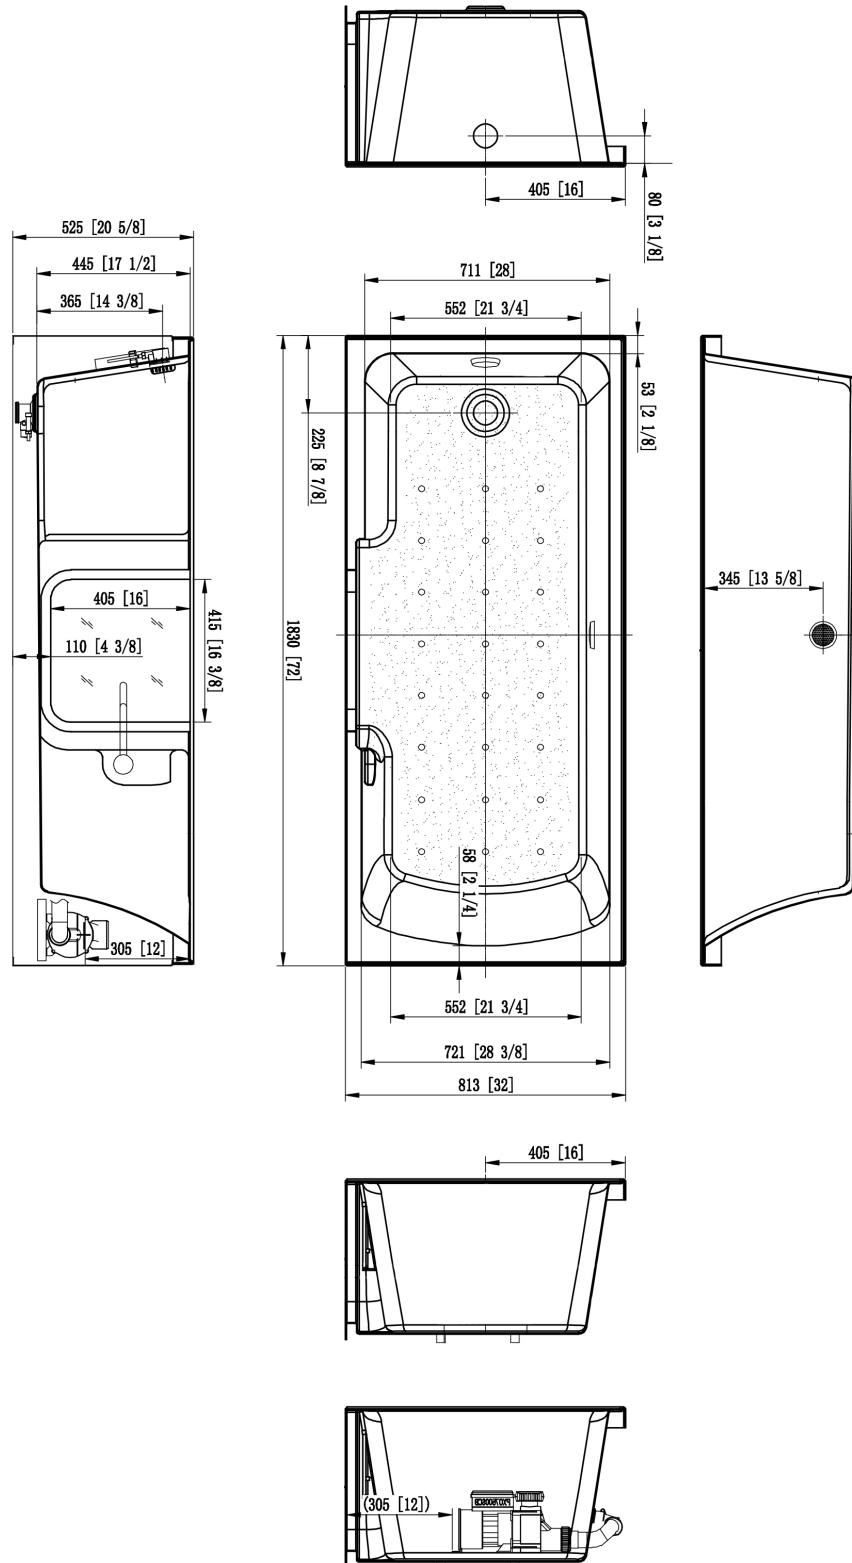 405 [16]
80 [3 1/8]
525 [20 5/8]
445 [17 1/2]
365 [14 3/8]
711 [28]
552 [21 3/4]
53 [2 1/8]
225 [8 7/8]
345 [13 5/8]
405 [16]
415 [16 3/8]
110 [4 3/8]
1830 [72]
58 [2 1/4]
305 [12]
552 [21 3/4]
721 [28 3/8]
813 [32]
405 [16]
(305 [12])